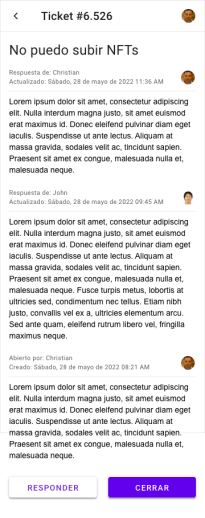 Ticket #6.526
No puedo subir NFTs
Respuesta de: Christian
Actualizado: Sábado, 28 de mayo de 2022 11:36 AM
Lorem ipsum dolor sit amet, consectetur adipiscing
elit. Nulla interdum magna justo, sit amet euismod
erat maximus id. Donec eleifend pulvinar diam eget
iaculis. Suspendisse ut ante lectus. Aliquam at
massa gravida, sodales velit ac, tincidunt sapien.
Praesent sit amet ex congue, malesuada nulla et,
malesuada neque.
Respuesta de: John
Actualizado: Sábado, 28 de mayo de 2022 09:45 AM
Lorem ipsum dolor sit amet, consectetur adipiscing
elit. Nulla interdum magna justo, sit amet euismod
erat maximus id. Donec eleifend pulvinar diam eget
iaculis. Suspendisse ut ante lectus. Aliquam at
massa gravida, sodales velit ac, tincidunt sapien.
Praesent sit amet ex congue, malesuada nulla et,
malesuada neque. Fusce turpis metus, lobortis at
ultricies sed, condimentum nec tellus. Etiam nibh
justo, convallis vel ex a, ultricies elementum arcu.
Sed ante quam, eleifend rutrum libero vel, fringilla
maximus neque.
Abierto por: Christian
Creado: Sábado, 28 de mayo de 2022 08:21 AM
Lorem ipsum dolor sit amet, consectetur adipiscing
elit. Nulla interdum magna justo, sit amet euismod
erat maximus id. Donec eleifend pulvinar diam eget
iaculis. Suspendisse ut ante lectus. Aliquam at
massa gravida, sodales velit ac, tincidunt sapien.
Praesent sit amet ex congue, malesuada nulla et,
malesuada neque.
RESPONDER
CERRAR